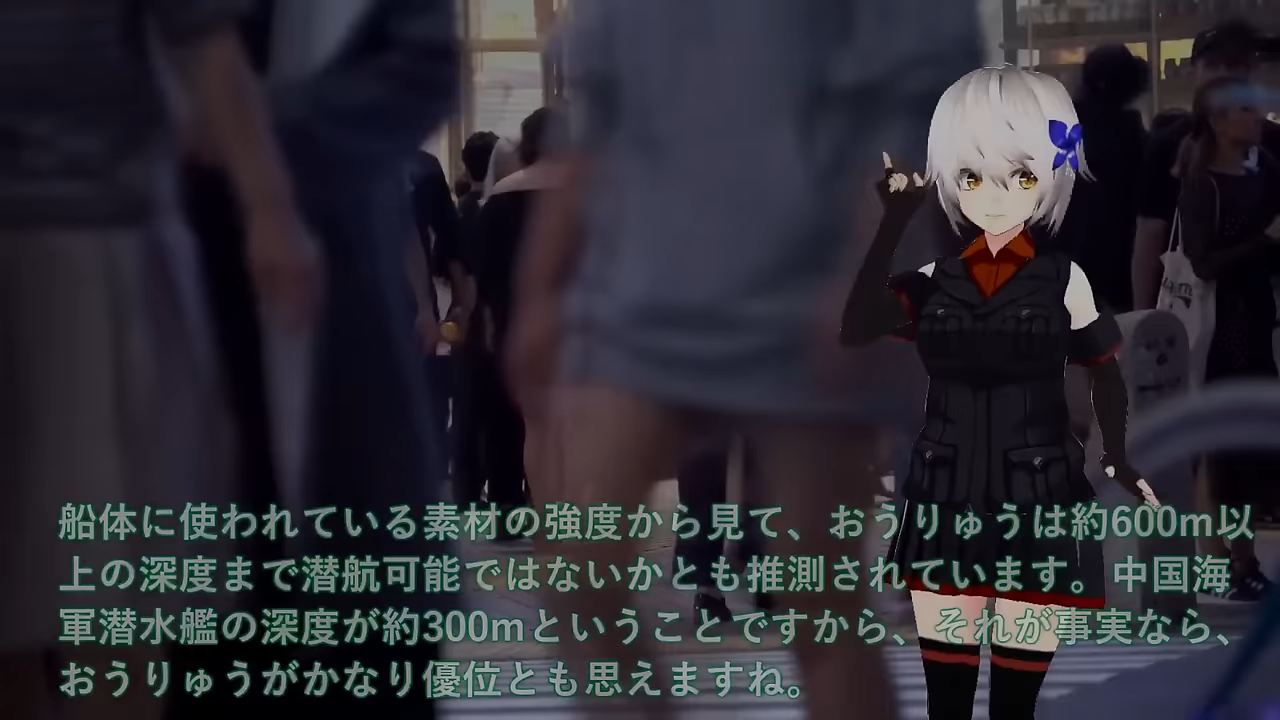 船体に使われている素材の強度から見て、おうりゅうは約600m以
上の深度まで潜航可能ではないかとも推測されています。中国海
軍潜水艦の深度が約300mということですから、それが事実なら、
おうりゅうがかなり優位とも思えますね。